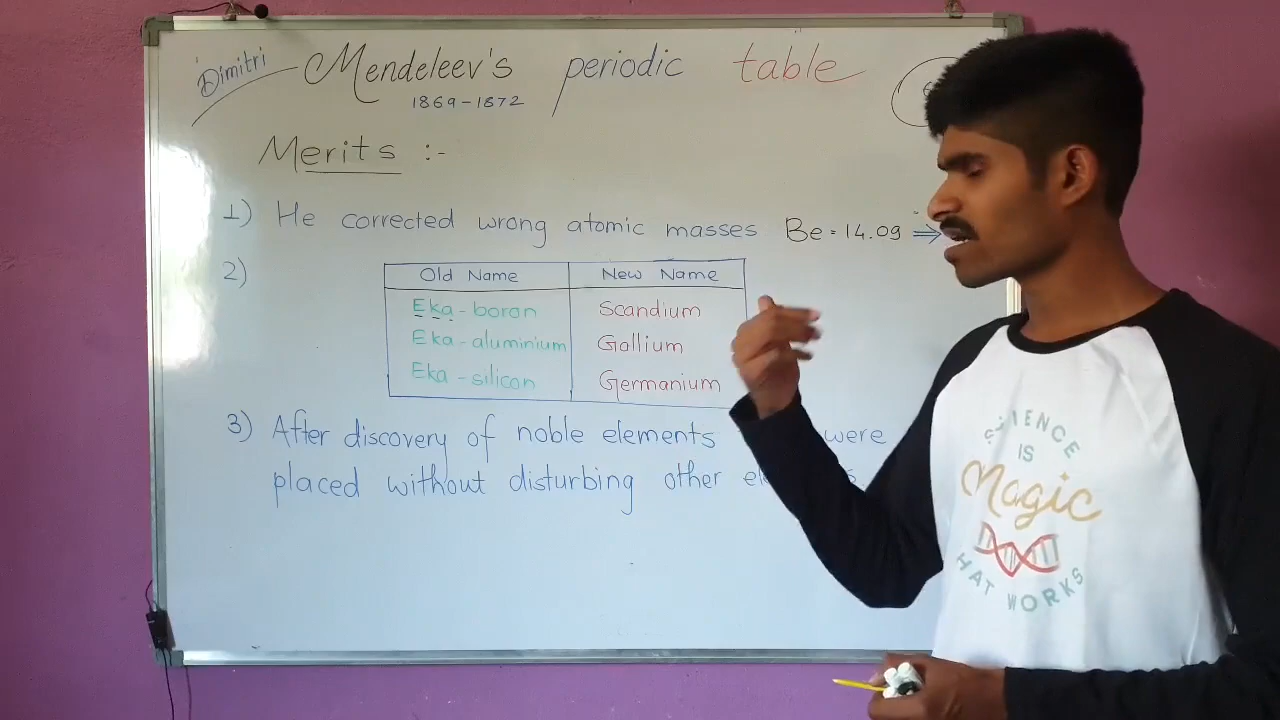 Dimitri Mendeleev's periodic table
1869-1872
Merits :-
1) He corrected wrong atomic masses Be = 14.09 ⇒
2)
Old Name New Name
Eka - boron Scandium
Eka - aluminium Gallium
Eka - silicon Germanium
3) After discovery of noble elements were
placed without disturbing other
SCIENCE
IS
Magic
THAT WORKS